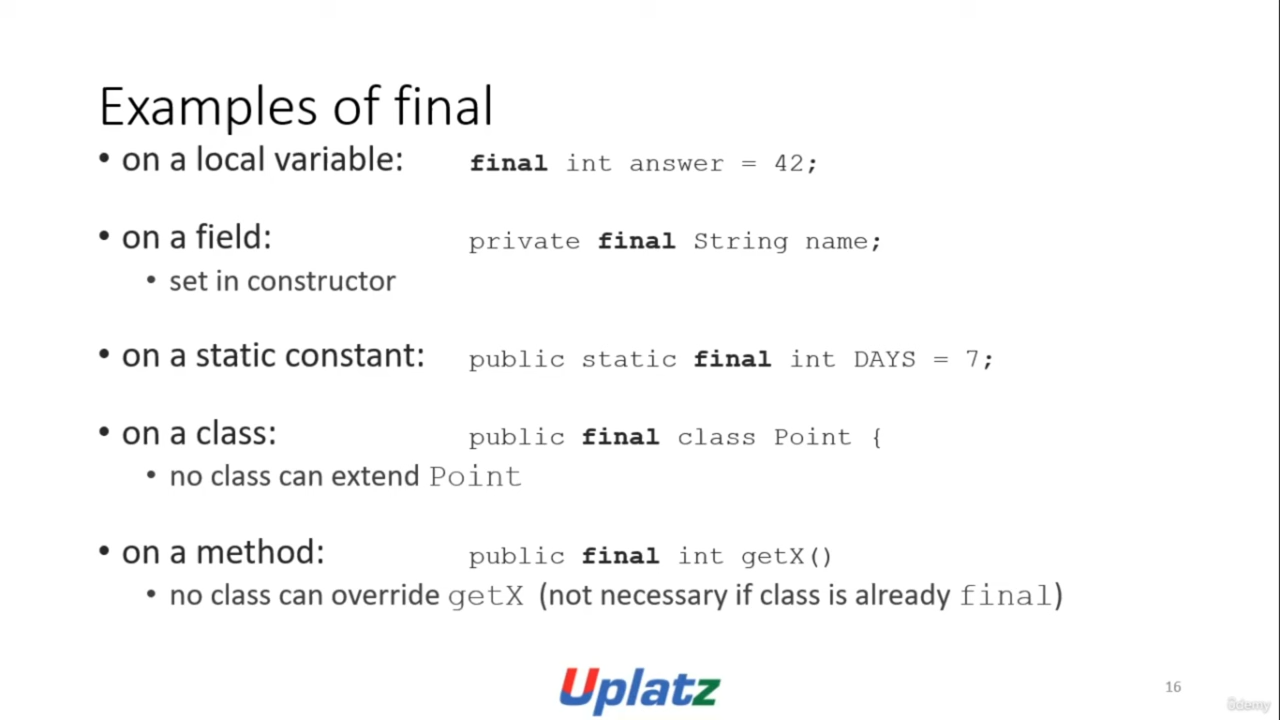 Examples of final
• on a local variable: final int answer = 42;
• on a field: private final String name;
• set in constructor
• on a static constant: public static final int DAYS = 7;
• on a class: public final class Point {
• no class can extend Point
• on a method: public final int getX()
• no class can override getX (not necessary if class is already final)
Uplatz
16
ûdemy